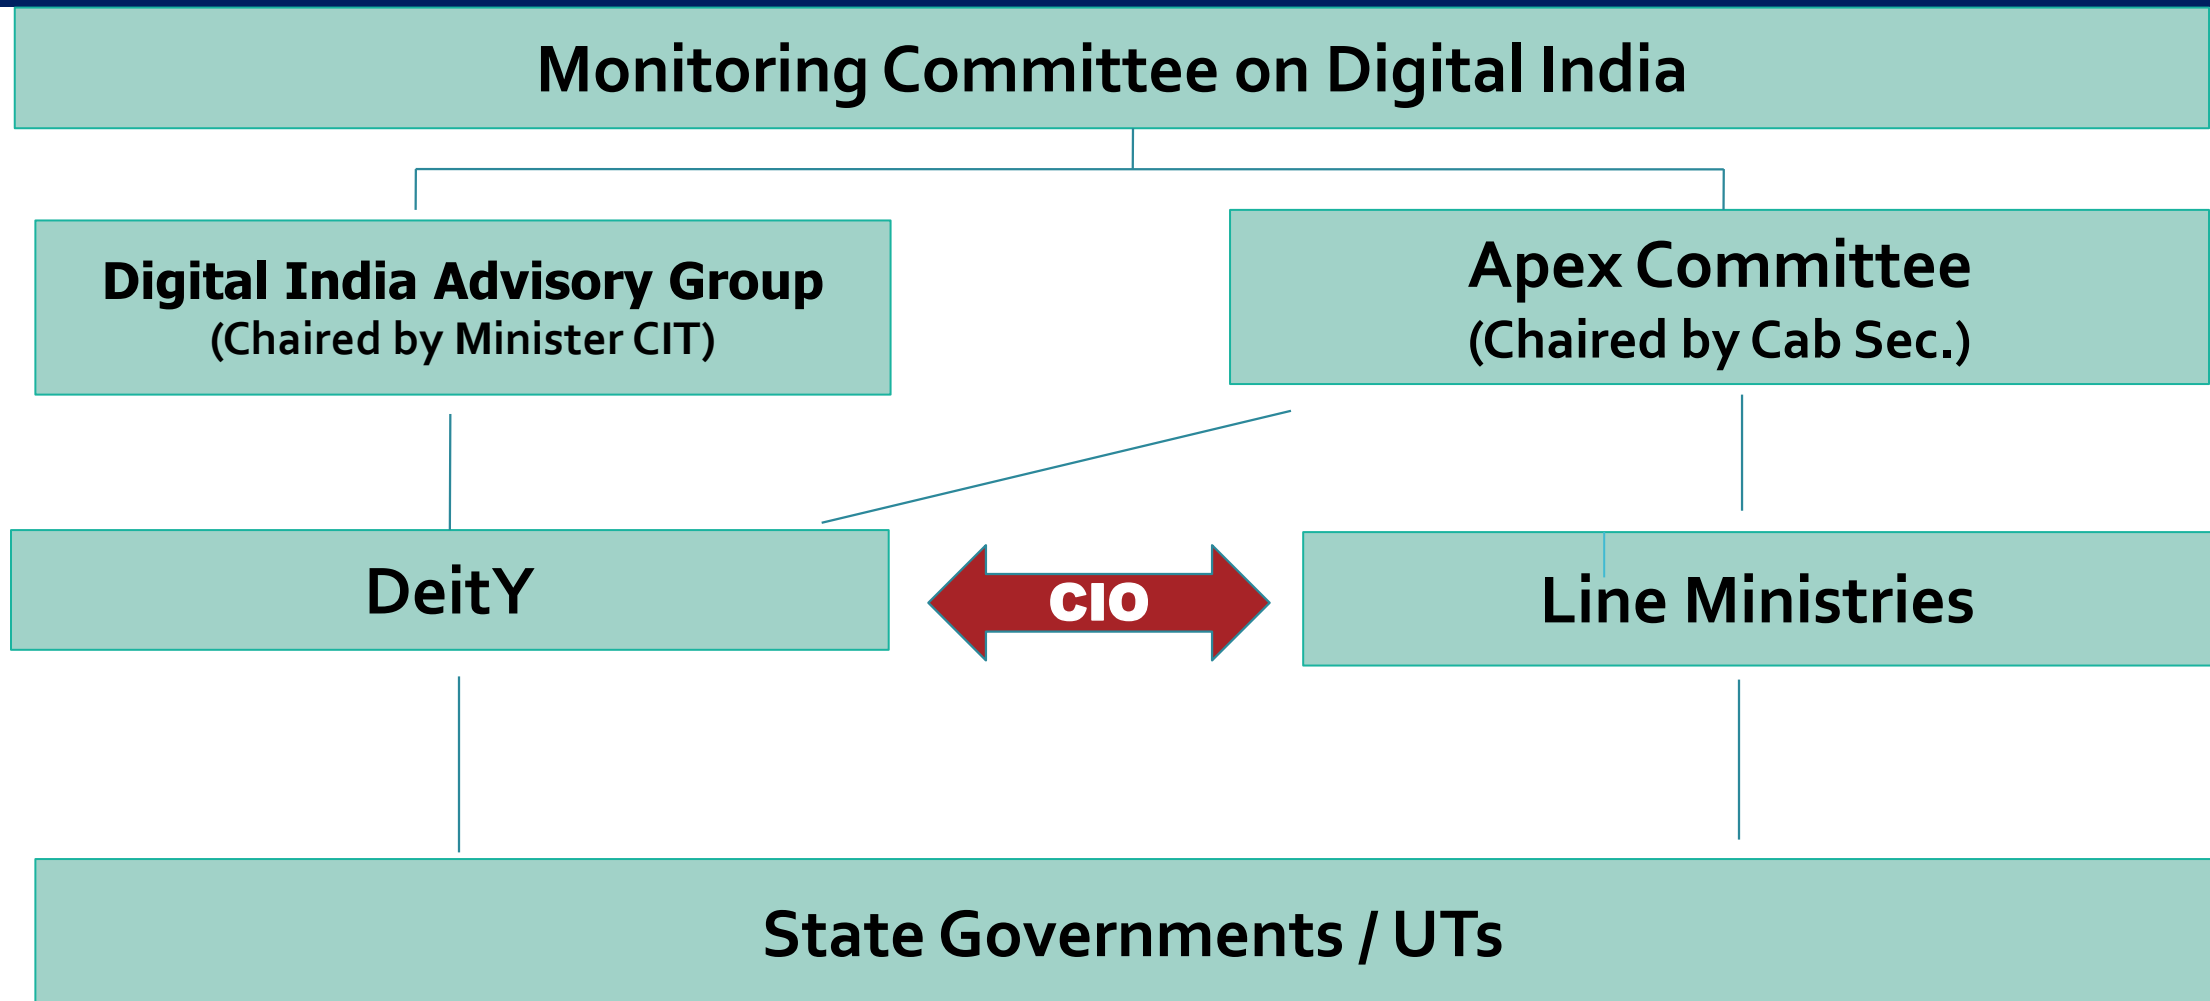 Monitoring Committee on Digital India
Digital India Advisory Group
(Chaired by Minister CIT)
Apex Committee
(Chaired by Cab Sec.)
DeitY
CIO
Line Ministries
State Governments / UTs